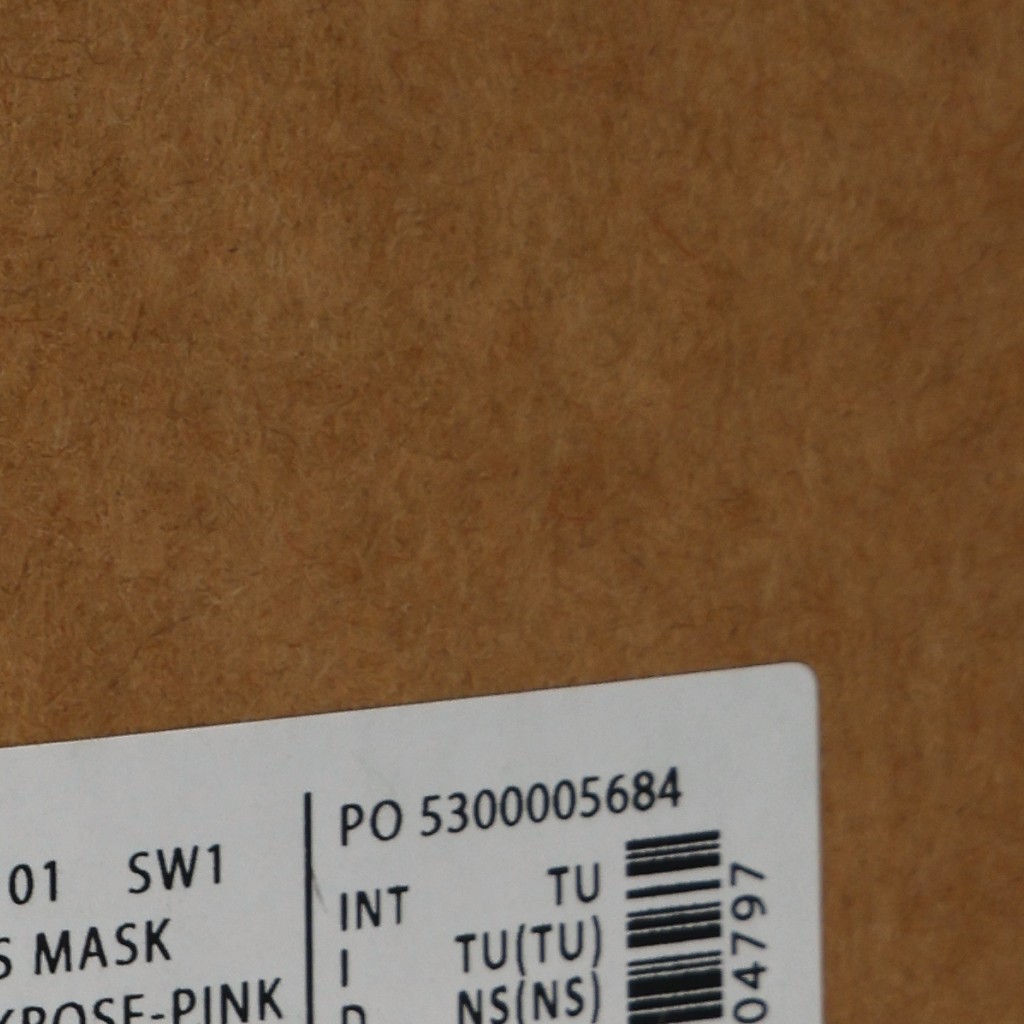 01 SW1
MASK
PO 5300005684
INT TU
I TU(TU)
D NS(NS)
04797